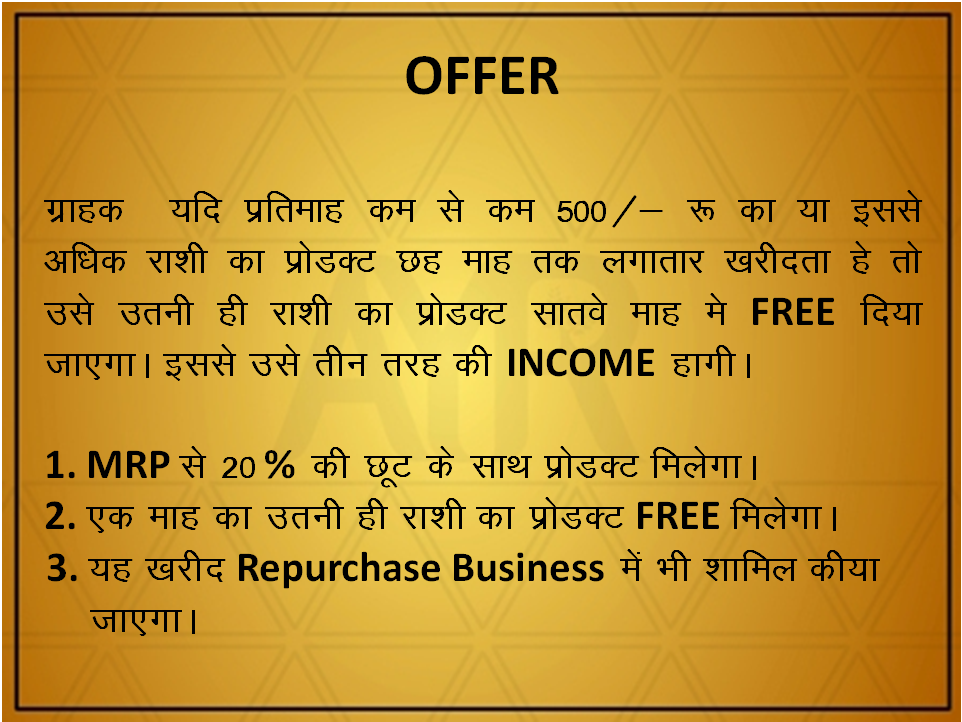 OFFER
ग्राहक यदि प्रतिमाह कम से कम 500/– रू का या इससे
अधिक राशी का प्रोडक्ट छह माह तक लगातार खरीदता हे तो
उसे उतनी ही राशी का प्रोडक्ट सातवे माह मे FREE दिया
जाएगा। इससे उसे तीन तरह की INCOME हागी।
1. MRP से 20 % की छूट के साथ प्रोडक्ट मिलेगा।
2. एक माह का उतनी ही राशी का प्रोडक्ट FREE मिलेगा।
3. यह खरीद Repurchase Business में भी शामिल कीया
जाएगा।